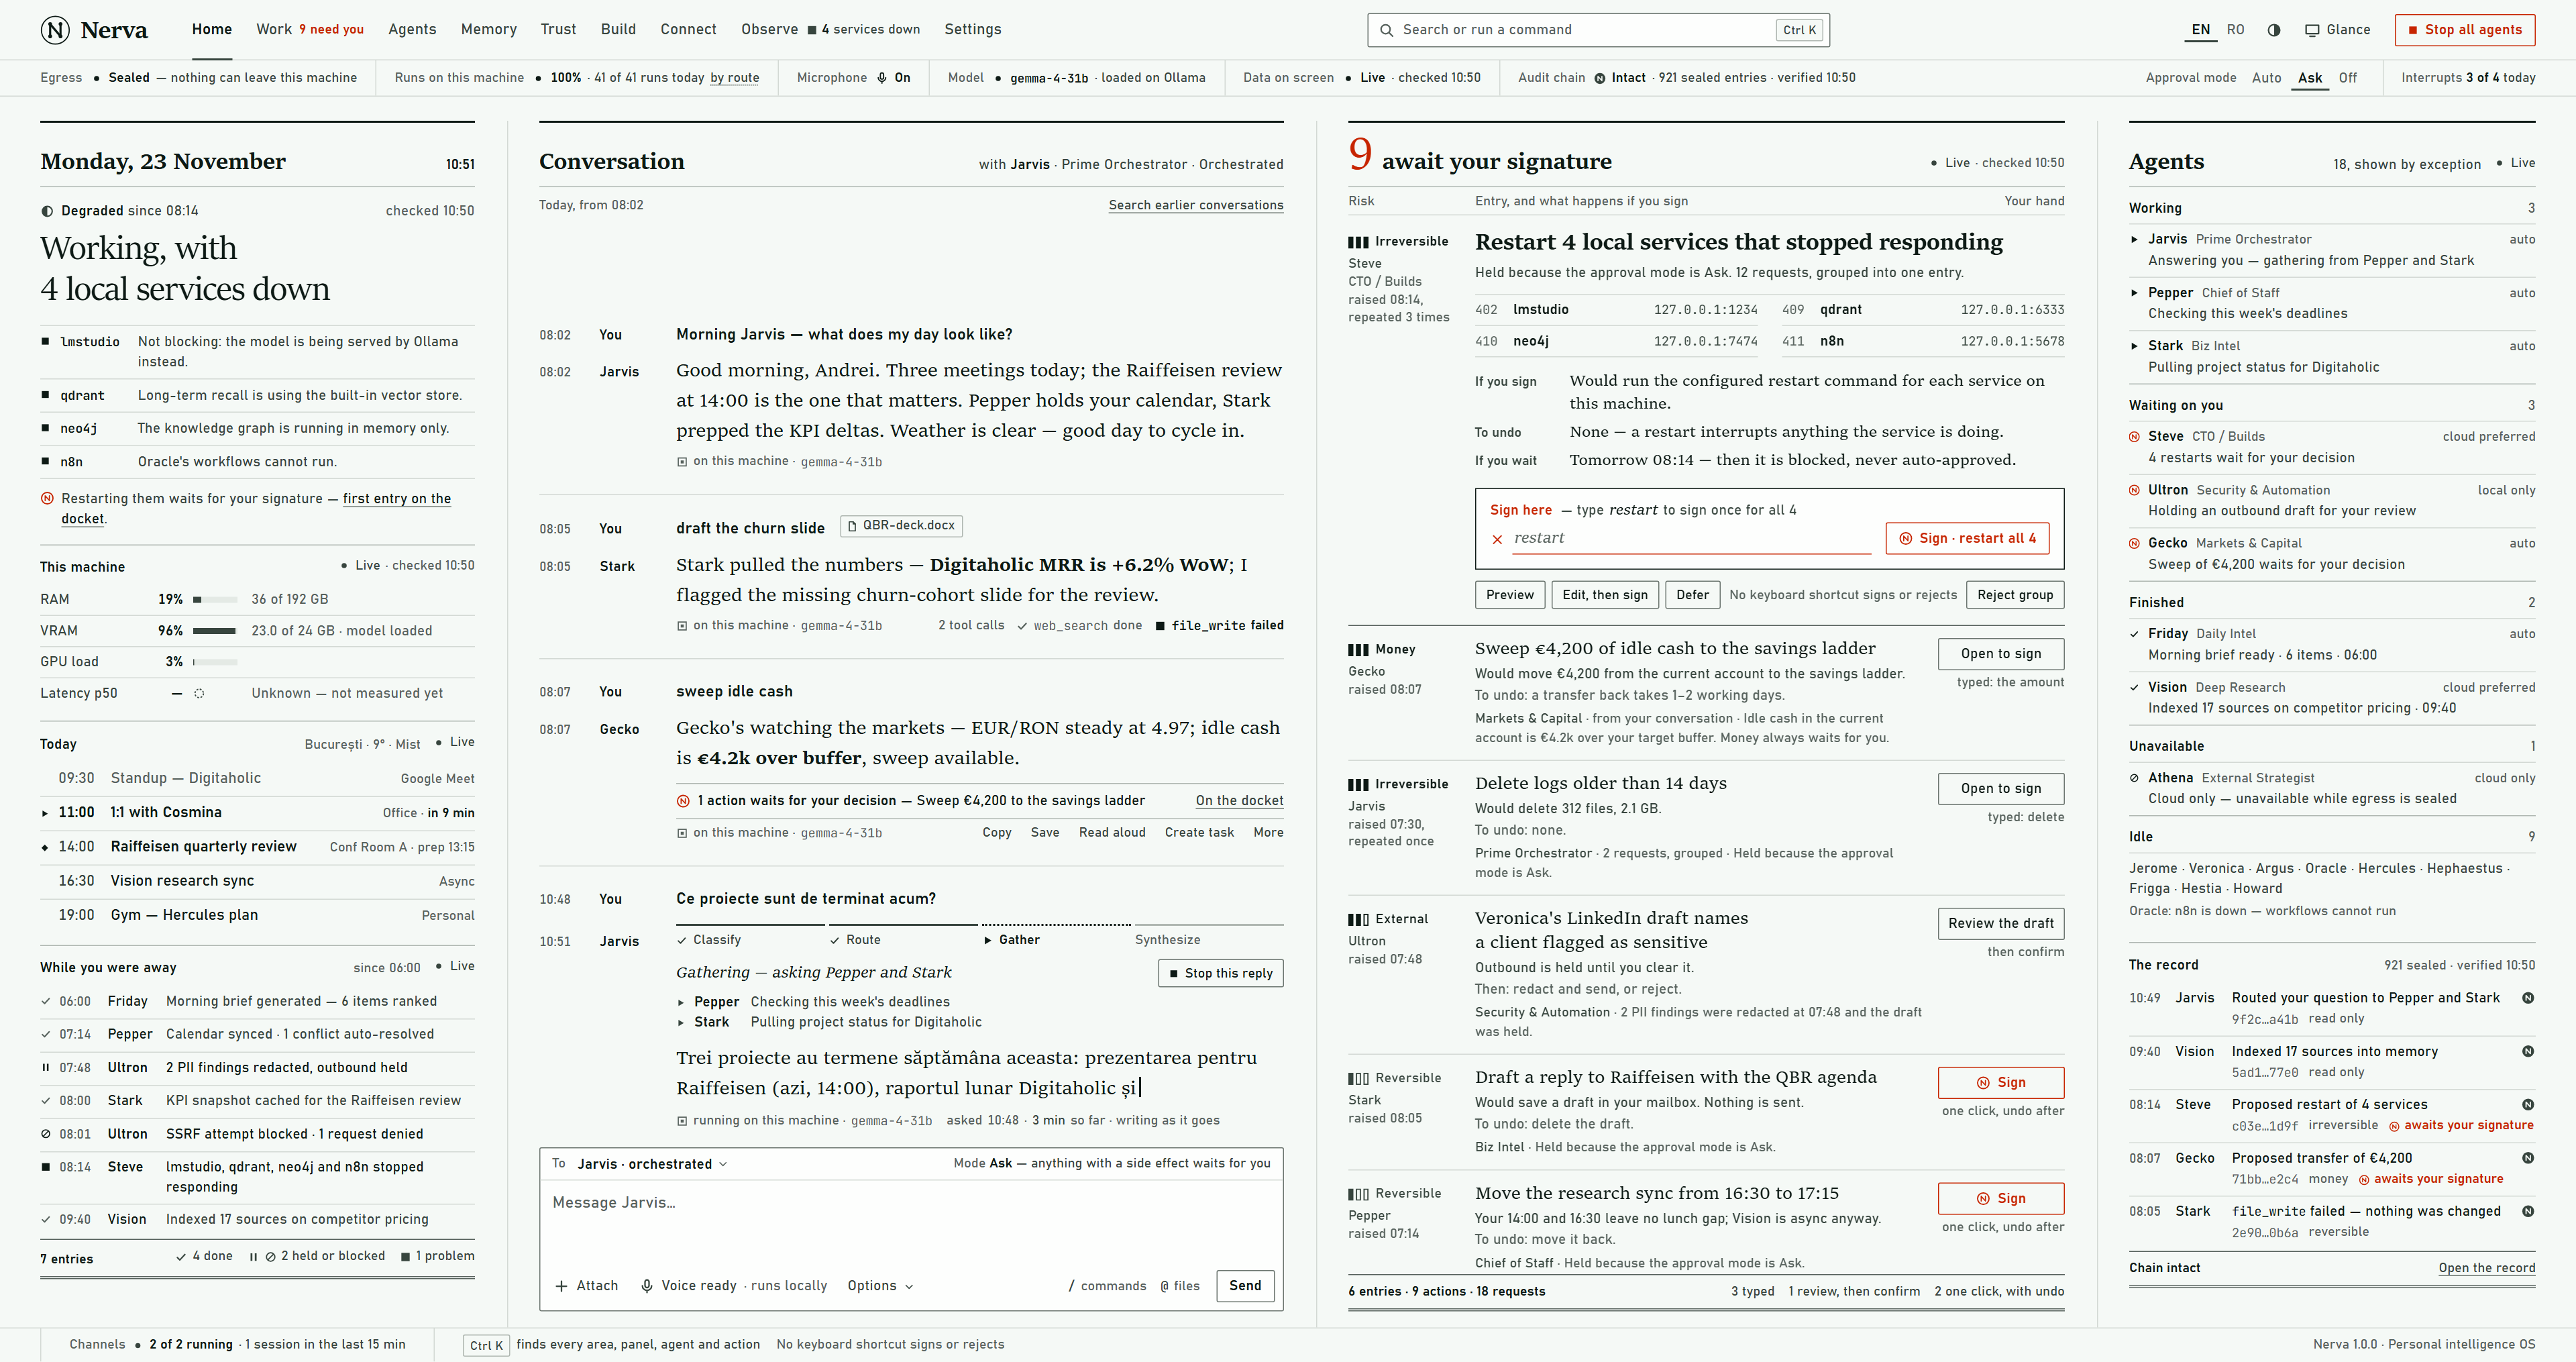 Nerva
Home
Work 9 need you
Agents
Memory
Trust
Build
Connect
Observe 4 services down
Settings
Search or run a command Ctrl K
EN RO
Glance
Stop all agents
Egress Sealed — nothing can leave this machine
Runs on this machine 100% · 41 of 41 runs today by route
Microphone On
Model gemma-4-31b · loaded on Ollama
Data on screen Live · checked 10:50
Audit chain Intact · 921 sealed entries · verified 10:50
Approval mode Auto Ask Off
Interrupts 3 of 4 today
Monday, 23 November 10:51
Degraded since 08:14 checked 10:50
Working, with
4 local services down
lmstudio Not blocking: the model is being served by Ollama
instead.
qdrant Long-term recall is using the built-in vector store.
neo4j The knowledge graph is running in memory only.
n8n Oracle's workflows cannot run.
Restarting them waits for your signature — first entry on the
docket.
This machine Live · checked 10:50
RAM 19% 36 of 192 GB
VRAM 96% 23.0 of 24 GB · model loaded
GPU load 3%
Latency p50 — Unknown — not measured yet
Today București · 9° · Mist Live
09:30 Standup — Digitaholic Google Meet
11:00 1:1 with Cosmina Office · in 9 min
14:00 Raiffeisen quarterly review Conf Room A · prep 13:15
16:30 Vision research sync Async
19:00 Gym — Hercules plan Personal
While you were away since 06:00 Live
06:00 Friday Morning brief generated — 6 items ranked
07:14 Pepper Calendar synced · 1 conflict auto-resolved
07:48 Ultron 2 PII findings redacted, outbound held
08:00 Stark KPI snapshot cached for the Raiffeisen review
08:01 Ultron SSRF attempt blocked · 1 request denied
08:14 Steve lmstudio, qdrant, neo4j and n8n stopped
responding
09:40 Vision Indexed 17 sources on competitor pricing
7 entries 4 done 2 held or blocked 1 problem
Conversation with Jarvis · Prime Orchestrator · Orchestrated
Today, from 08:02 Search earlier conversations
08:02 You Morning Jarvis — what does my day look like?
08:02 Jarvis Good morning, Andrei. Three meetings today; the Raiffeisen review
at 14:00 is the one that matters. Pepper holds your calendar, Stark
prepped the KPI deltas. Weather is clear — good day to cycle in.
on this machine · gemma-4-31b
08:05 You draft the churn slide QBR-deck.docx
08:05 Stark Stark pulled the numbers — Digitaholic MRR is +6.2% WoW; I
flagged the missing churn-cohort slide for the review.
on this machine · gemma-4-31b 2 tool calls web_search done file_write failed
08:07 You sweep idle cash
08:07 Gecko Gecko's watching the markets — EUR/RON steady at 4.97; idle cash
is €4.2k over buffer, sweep available.
1 action waits for your decision — Sweep €4,200 to the savings ladder On the docket
on this machine · gemma-4-31b Copy Save Read aloud Create task More
10:48 You Ce proiecte sunt de terminat acum?
10:51 Jarvis Classify Route Gather Synthesize
Gathering — asking Pepper and Stark Stop this reply
Pepper Checking this week's deadlines
Stark Pulling project status for Digitaholic
Trei proiecte au termene săptămâna aceasta: prezentarea pentru
Raiffeisen (azi, 14:00), raportul lunar Digitaholic și
running on this machine · gemma-4-31b asked 10:48 · 3 min so far · writing as it goes
To Jarvis · orchestrated Mode Ask — anything with a side effect waits for you
Message Jarvis…
Attach Voice ready · runs locally Options / commands @ files Send
9 await your signature Live · checked 10:50
Risk Entry, and what happens if you sign Your hand
Irreversible
Steve
CTO / Builds
raised 08:14,
repeated 3 times
Restart 4 local services that stopped responding
Held because the approval mode is Ask. 12 requests, grouped into one entry.
402 lmstudio 127.0.0.1:1234 409 qdrant 127.0.0.1:6333
410 neo4j 127.0.0.1:7474 411 n8n 127.0.0.1:5678
If you sign Would run the configured restart command for each service on
this machine.
To undo None — a restart interrupts anything the service is doing.
If you wait Tomorrow 08:14 — then it is blocked, never auto-approved.
Sign here — type restart to sign once for all 4
restart Sign · restart all 4
Preview Edit, then sign Defer No keyboard shortcut signs or rejects Reject group
Money
Gecko
raised 08:07
Sweep €4,200 of idle cash to the savings ladder
Would move €4,200 from the current account to the savings ladder.
To undo: a transfer back takes 1–2 working days.
Markets & Capital · from your conversation · Idle cash in the current
account is €4.2k over your target buffer. Money always waits for you.
Open to sign
typed: the amount
Irreversible
Jarvis
raised 07:30,
repeated once
Delete logs older than 14 days
Would delete 312 files, 2.1 GB.
To undo: none.
Prime Orchestrator · 2 requests, grouped · Held because the approval
mode is Ask.
Open to sign
typed: delete
External
Ultron
raised 07:48
Veronica's LinkedIn draft names
a client flagged as sensitive
Outbound is held until you clear it.
Then: redact and send, or reject.
Security & Automation · 2 PII findings were redacted at 07:48 and the draft
was held.
Review the draft
then confirm
Reversible
Stark
raised 08:05
Draft a reply to Raiffeisen with the QBR agenda
Would save a draft in your mailbox. Nothing is sent.
To undo: delete the draft.
Biz Intel · Held because the approval mode is Ask.
Sign
one click, undo after
Reversible
Pepper
raised 07:14
Move the research sync from 16:30 to 17:15
Your 14:00 and 16:30 leave no lunch gap; Vision is async anyway.
To undo: move it back.
Chief of Staff · Held because the approval mode is Ask.
Sign
one click, undo after
6 entries · 9 actions · 18 requests 3 typed 1 review, then confirm 2 one click, with undo
Agents 18, shown by exception Live
Working 3
Jarvis Prime Orchestrator auto
Answering you — gathering from Pepper and Stark
Pepper Chief of Staff auto
Checking this week's deadlines
Stark Biz Intel auto
Pulling project status for Digitaholic
Waiting on you 3
Steve CTO / Builds cloud preferred
4 restarts wait for your decision
Ultron Security & Automation local only
Holding an outbound draft for your review
Gecko Markets & Capital auto
Sweep of €4,200 waits for your decision
Finished 2
Friday Daily Intel auto
Morning brief ready · 6 items · 06:00
Vision Deep Research cloud preferred
Indexed 17 sources on competitor pricing · 09:40
Unavailable 1
Athena External Strategist cloud only
Cloud only — unavailable while egress is sealed
Idle 9
Jerome · Veronica · Argus · Oracle · Hercules · Hephaestus ·
Frigga · Hestia · Howard
Oracle: n8n is down — workflows cannot run
The record 921 sealed · verified 10:50
10:49 Jarvis Routed your question to Pepper and Stark
9f2c…a41b read only
09:40 Vision Indexed 17 sources into memory
5ad1…77e0 read only
08:14 Steve Proposed restart of 4 services
c03e…1d9f irreversible awaits your signature
08:07 Gecko Proposed transfer of €4,200
71bb…e2c4 money awaits your signature
08:05 Stark file_write failed — nothing was changed
2e90…0b6a reversible
Chain intact Open the record
Channels 2 of 2 running · 1 session in the last 15 min
Ctrl K finds every area, panel, agent and action No keyboard shortcut signs or rejects
Nerva 1.0.0 · Personal intelligence OS